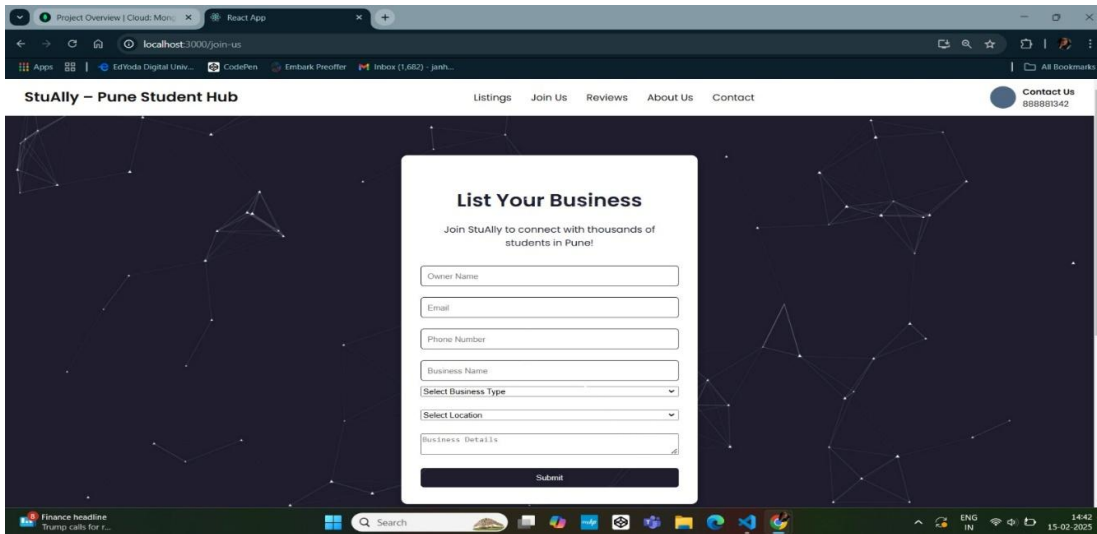 Project Overview | Cloud: Mong
React App
localhost:3000/join-us
Apps
EdYoda Digital Univ...
CodePen
Embark Preoffer
Inbox (1,682) - janh...
All Bookmarks
StuAlly – Pune Student Hub
Listings
Join Us
Reviews
About Us
Contact
Contact Us
888881342
List Your Business
Join StuAlly to connect with thousands of
students in Pune!
Owner Name
Email
Phone Number
Business Name
Select Business Type
Select Location
Business Details
Submit
8
Finance headline
Trump calls for r...
Search
ENG
IN
14:42
15-02-2025